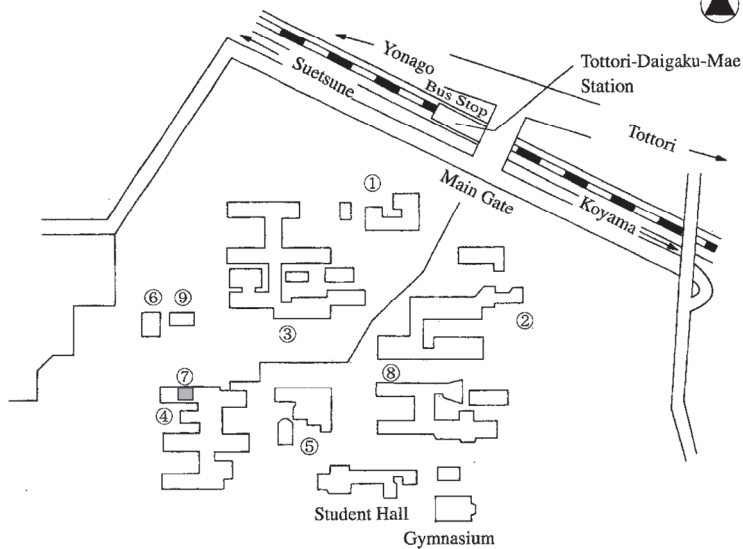 Yonago
Suetsune
Bus Stop
Tottori-Daigaku-Mae
Station
Tottori
Main Gate
Koyama
①
②
③
⑥ ⑨
⑦
④
⑧
⑤
Student Hall
Gymnasium